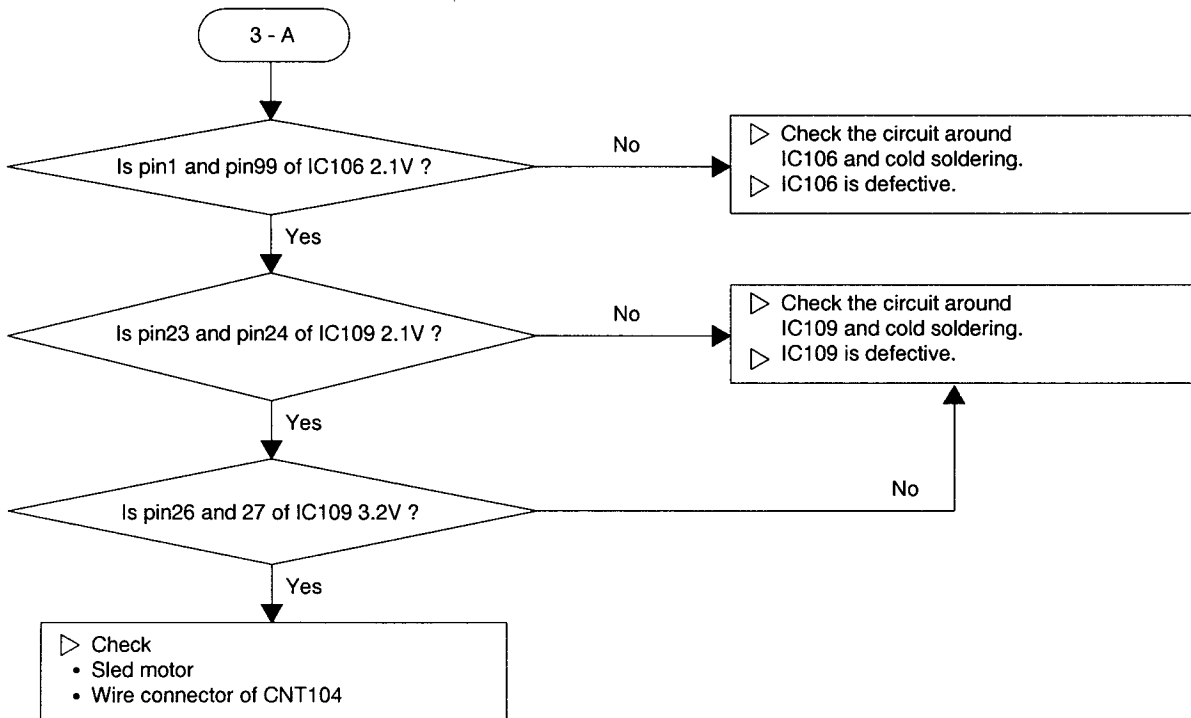 3 - A
Is pin1 and pin99 of IC106 2.1V ?
No
▷ Check the circuit around
IC106 and cold soldering.
▷ IC106 is defective.
Yes
Is pin23 and pin24 of IC109 2.1V ?
No
▷ Check the circuit around
IC109 and cold soldering.
▷ IC109 is defective.
Yes
Is pin26 and 27 of IC109 3.2V ?
No
Yes
▷ Check
• Sled motor
• Wire connector of CNT104